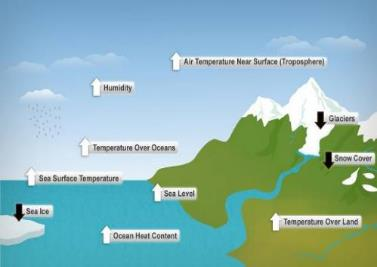 Air Temperature Near Surface (Troposphere)
Humidity
Glaciers
Temperature Over Oceans
Snow Cover
Sea Surface Temperature
Sea Level
Sea Ice
Temperature Over Land
Ocean Heat Content